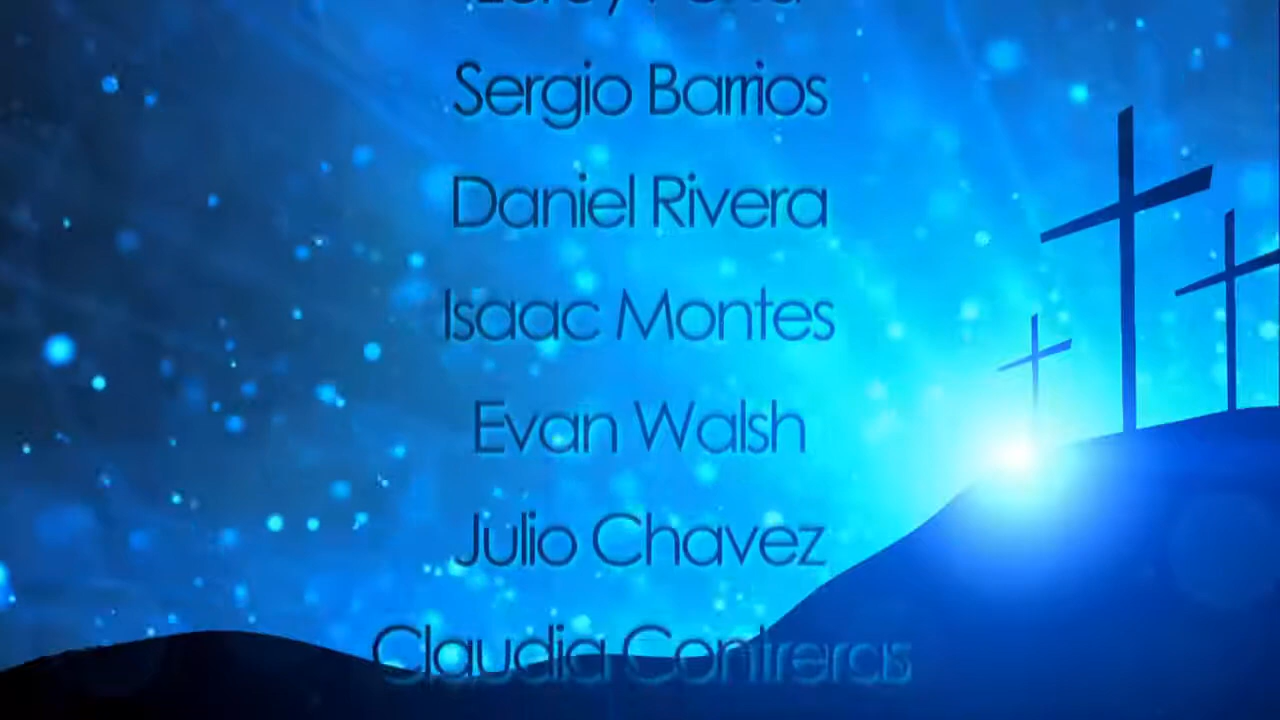 Sergio Barrios
Daniel Rivera
Isaac Montes
Evan Walsh
Julio Chavez
Claudia Contreras